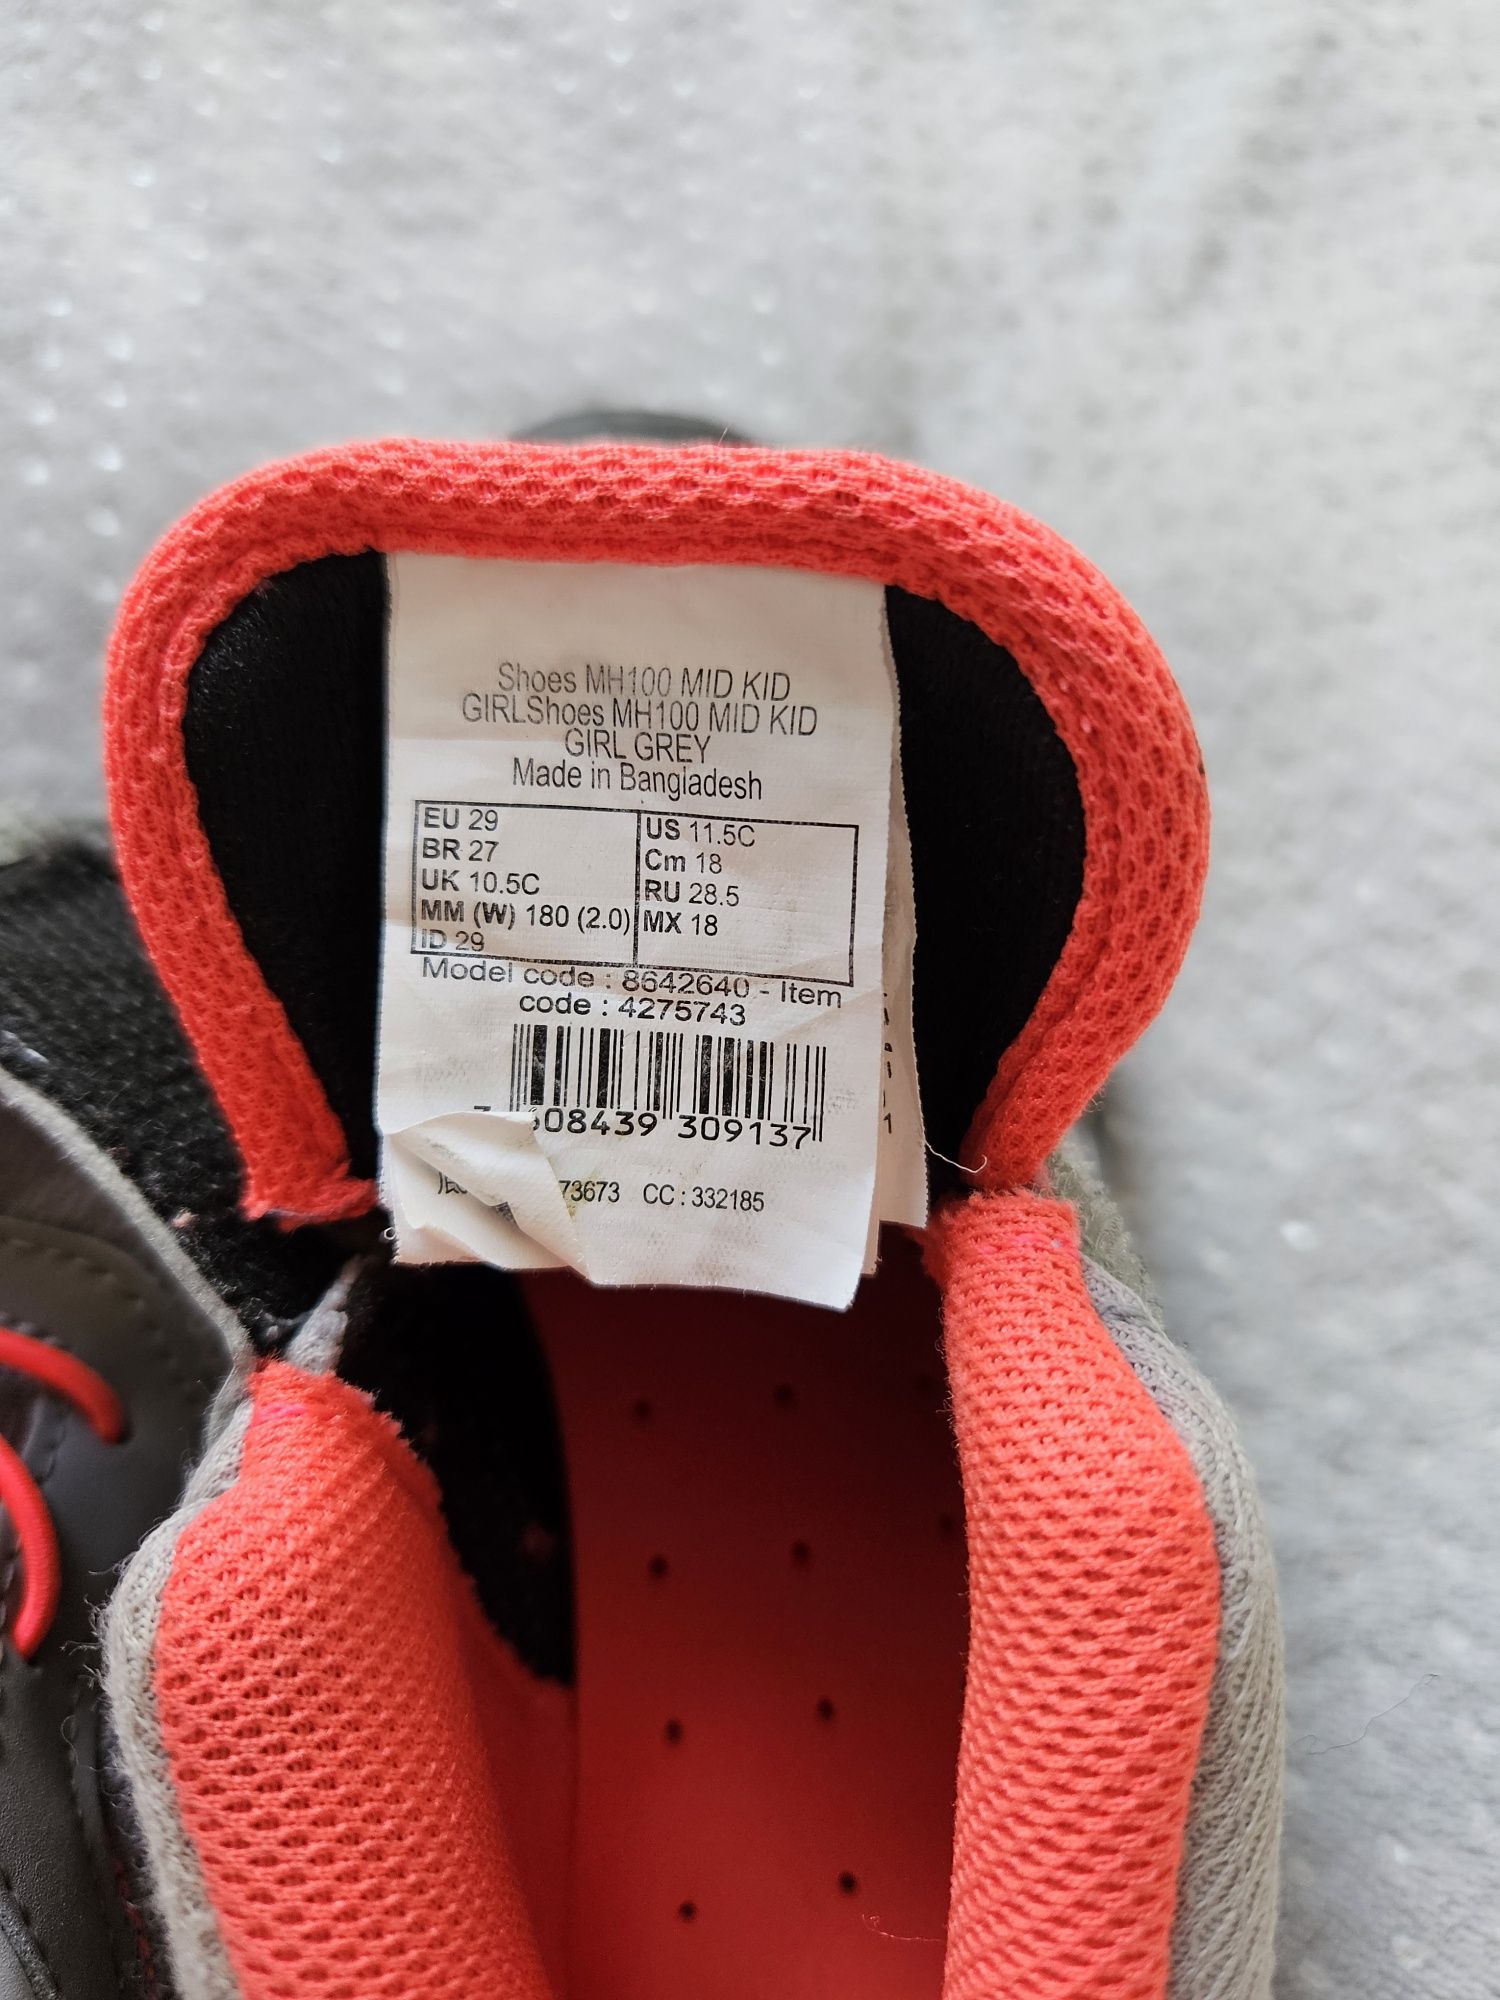 Shoes MH100 MID KID
GIRLShoes MH100 MID KID
GIRL GREY
Made in Bangladesh
EU 29
BR 27
UK 10.5C
MM (W) 180 (2.0)
ID 29
US 11.5C
Cm 18
RU 28.5
MX 18
Model code : 8642640 - Item
code : 4275743
608439 309137
73673 CC : 332185